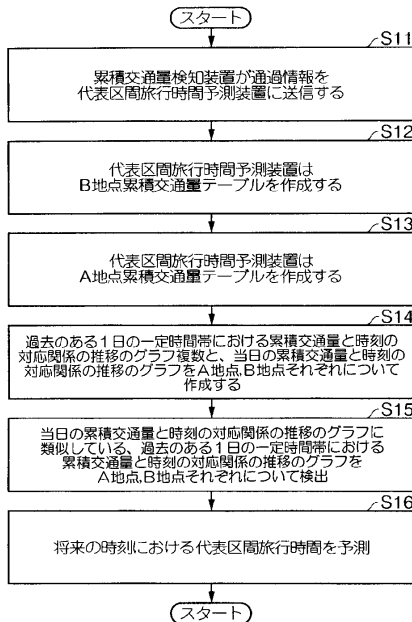 スタート
S11
累積交通量検知装置が通過情報を
代表区間旅行時間予測装置に送信する
S12
代表区間旅行時間予測装置は
B地点累積交通量テーブルを作成する
S13
代表区間旅行時間予測装置は
A地点累積交通量テーブルを作成する
S14
過去のある1日の一定時間帯における累積交通量と時刻の
対応関係の推移のグラフ複数と、当日の累積交通量と時刻の
対応関係の推移のグラフをA地点,B地点それぞれについて
作成する
S15
当日の累積交通量と時刻の対応関係の推移のグラフに
類似している、過去のある1日の一定時間帯における
累積交通量と時刻の対応関係の推移のグラフを
A地点,B地点それぞれについて検出
S16
将来の時刻における代表区間旅行時間を予測
スタート